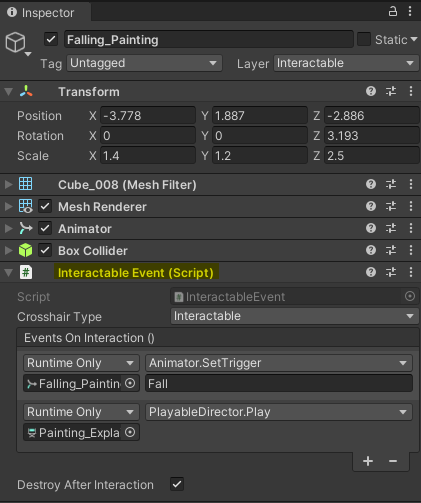 Inspector
Falling_Painting Static
Tag Untagged Layer Interactable
Transform
Position X -3.778 Y 1.887 Z -2.886
Rotation X 0 Y 0 Z 3.193
Scale X 1.4 Y 1.2 Z 2.5
Cube_008 (Mesh Filter)
Mesh Renderer
Animator
Box Collider
# Interactable Event (Script)
Script # InteractableEvent
Crosshair Type Interactable
Events On Interaction ()
Runtime Only Animator.SetTrigger
Falling_Paintin Fall
Runtime Only PlayableDirector.Play
Painting_Expla
+ −
Destroy After Interaction